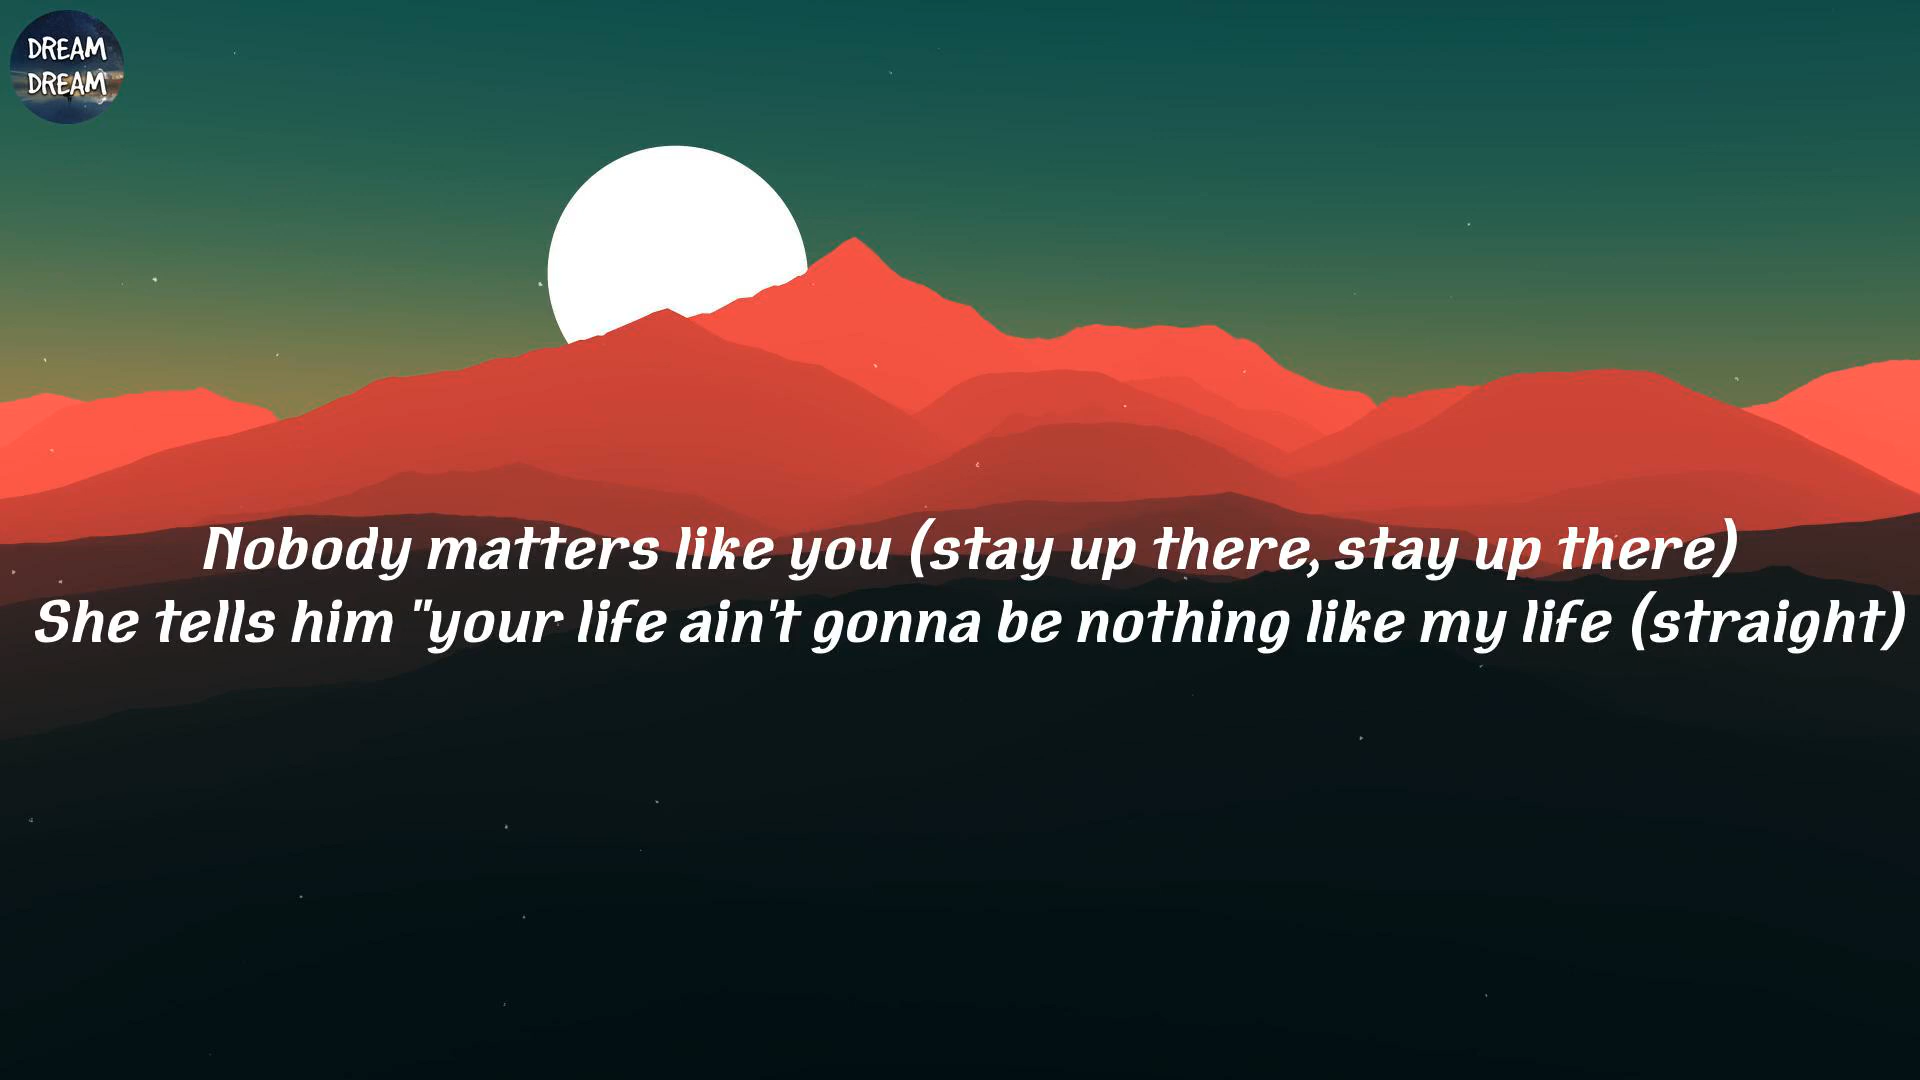 DREAM
DREAM
Nobody matters like you (stay up there, stay up there)
She tells him "your life ain't gonna be nothing like my life (straight)